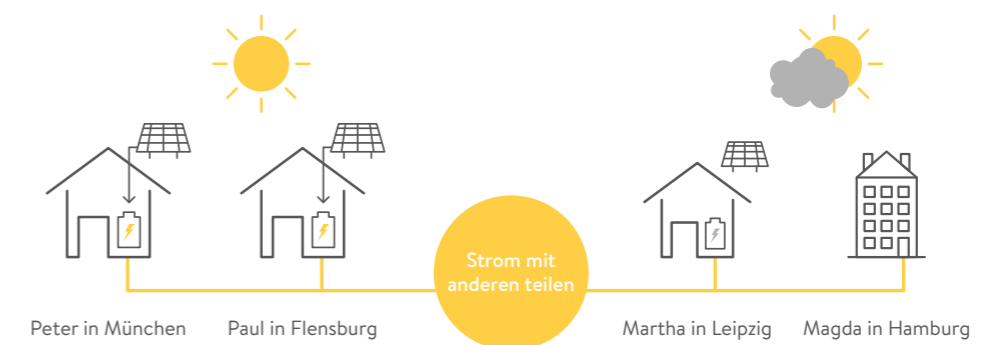 Strom mit
anderen teilen
Peter in München
Paul in Flensburg
Martha in Leipzig
Magda in Hamburg